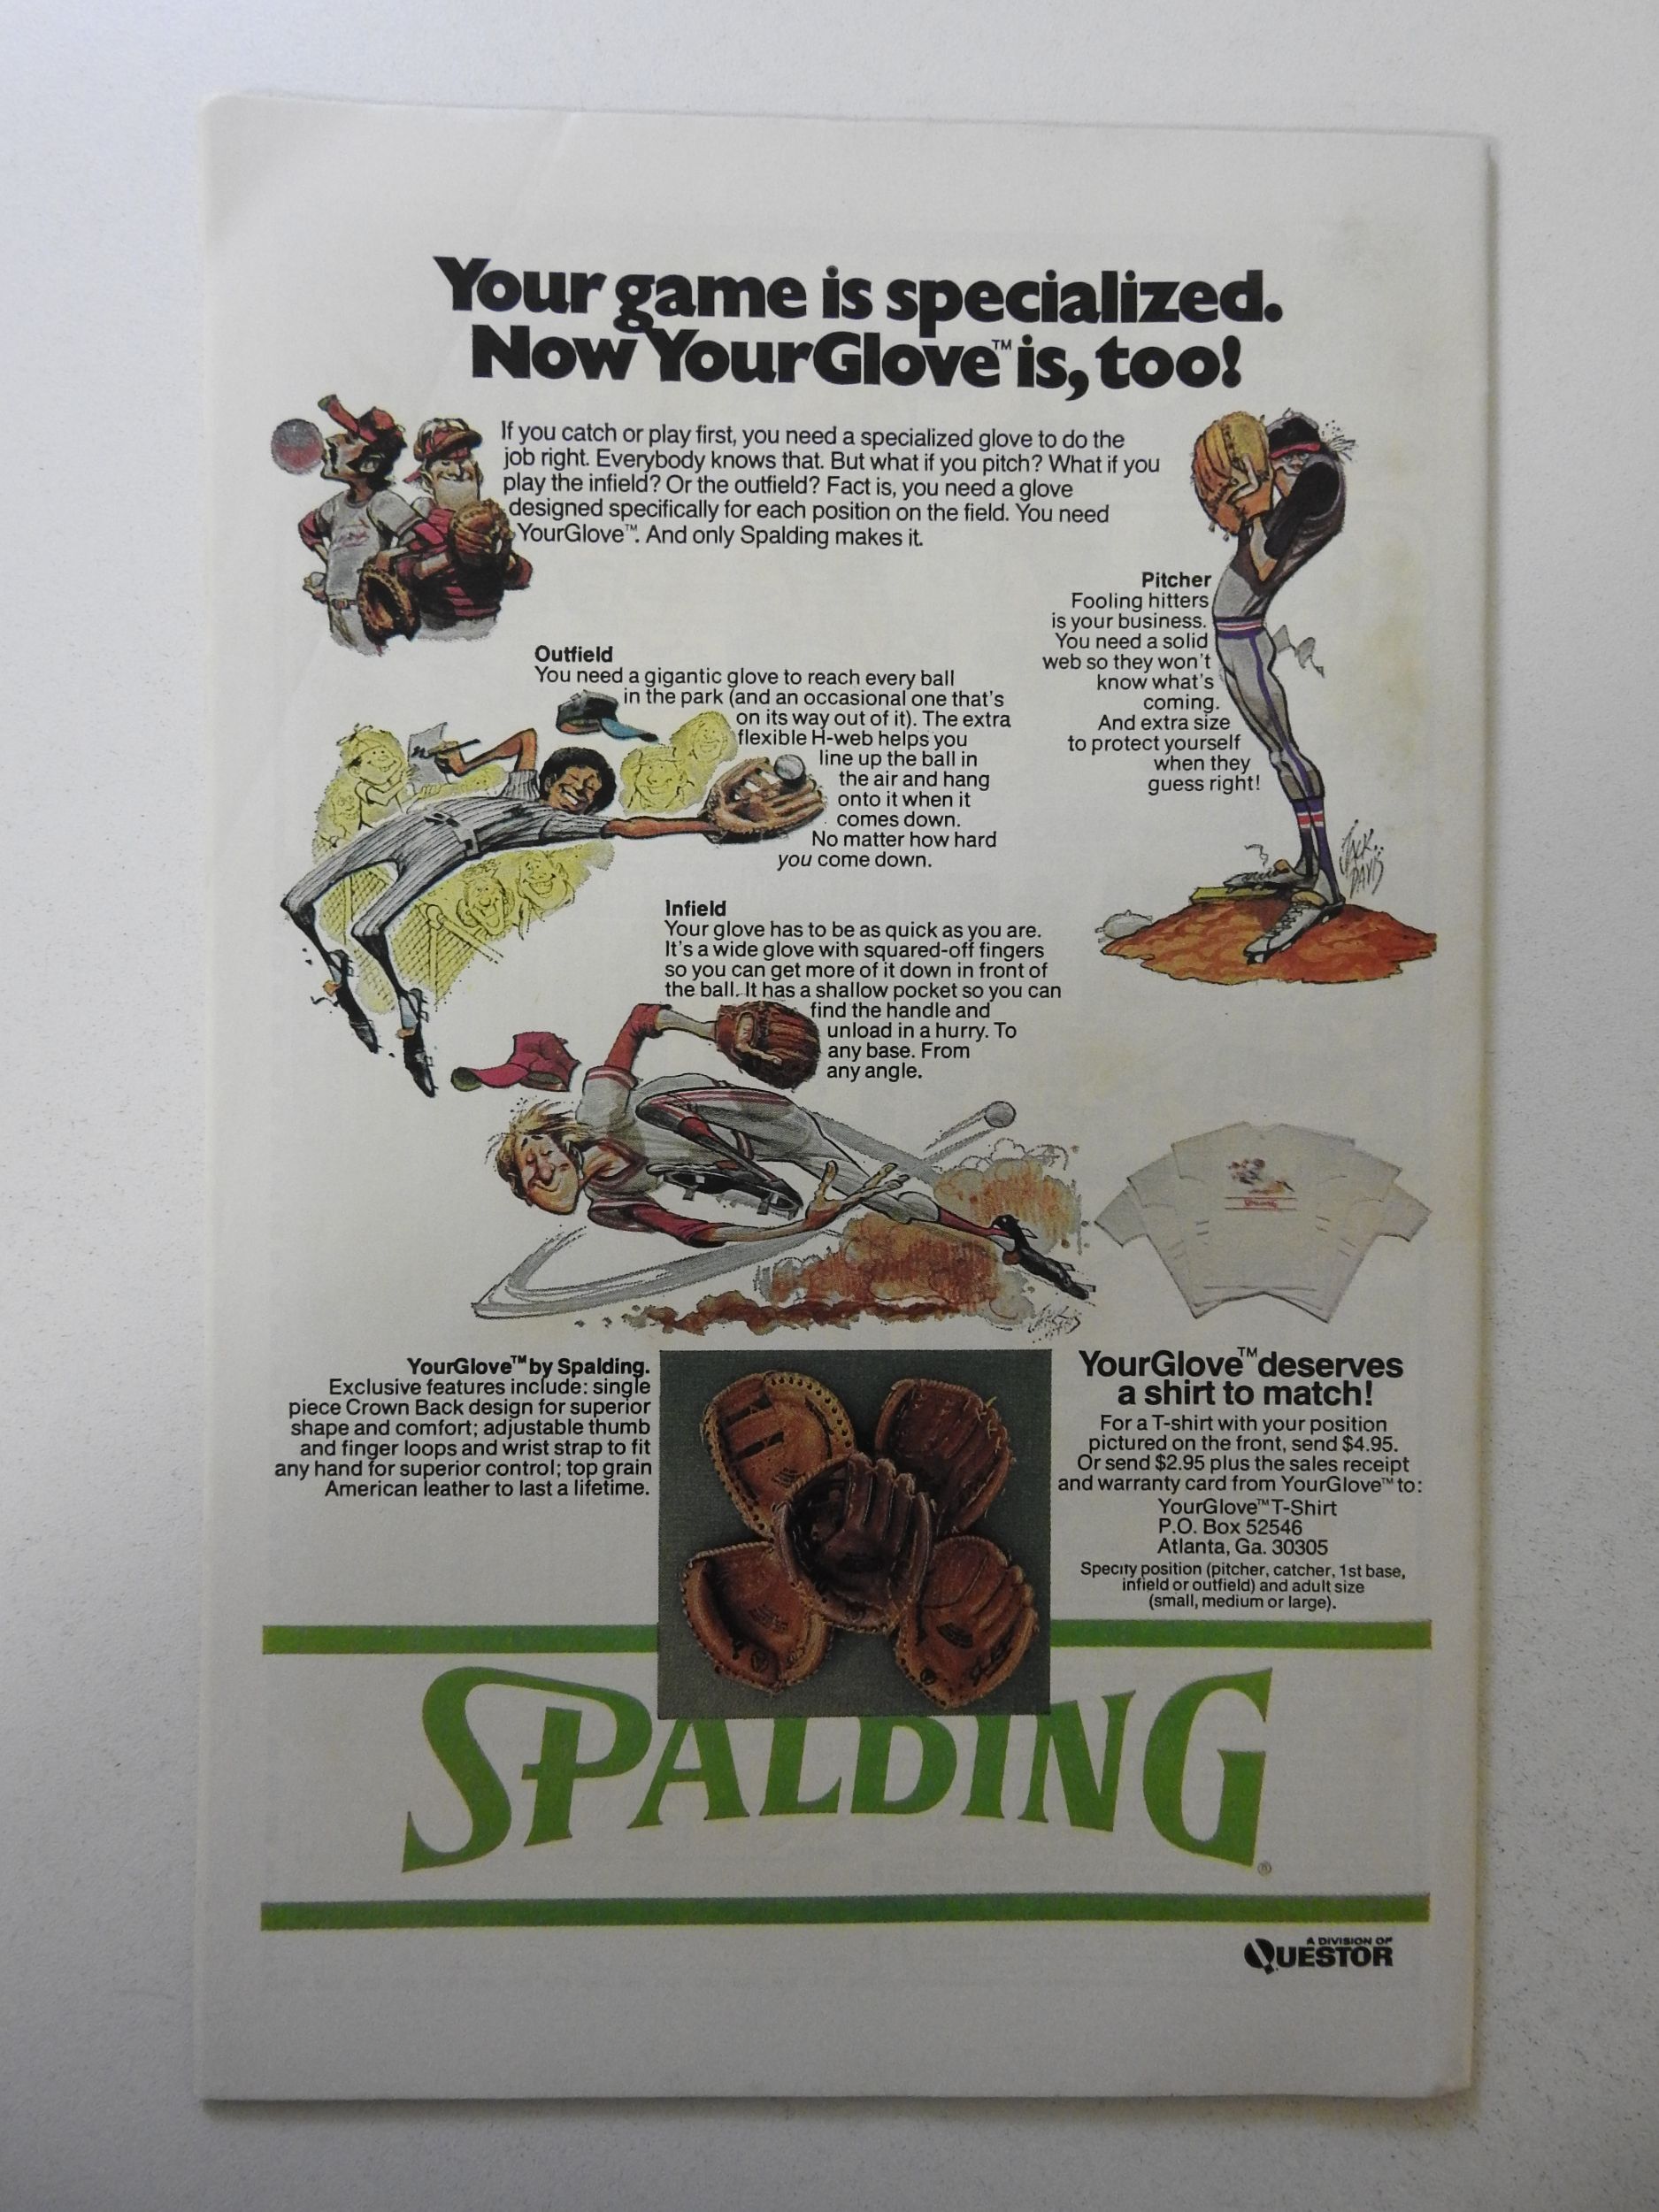 Your game is specialized.
Now YourGlove™ is, too!
If you catch or play first, you need a specialized glove to do the
job right. Everybody knows that. But what if you pitch? What if you
play the infield? Or the outfield? Fact is, you need a glove
designed specifically for each position on the field. You need
YourGlove™. And only Spalding makes it.
Pitcher
Fooling hitters
is your business.
You need a solid
web so they won't
know what's
coming.
And extra size
to protect yourself
when they
guess right!
JACK
DAVIS
Outfield
You need a gigantic glove to reach every ball
in the park (and an occasional one that's
on its way out of it). The extra
flexible H-web helps you
line up the ball in
the air and hang
onto it when it
comes down.
No matter how hard
you come down.
Infield
Your glove has to be as quick as you are.
It's a wide glove with squared-off fingers
so you can get more of it down in front of
the ball. It has a shallow pocket so you can
find the handle and
unload in a hurry. To
any base. From
any angle.
YourGlove™ by Spalding.
Exclusive features include: single
piece Crown Back design for superior
shape and comfort; adjustable thumb
and finger loops and wrist strap to fit
any hand for superior control; top grain
American leather to last a lifetime.
YourGlove™ deserves
a shirt to match!
For a T-shirt with your position
pictured on the front, send $4.95.
Or send $2.95 plus the sales receipt
and warranty card from YourGlove™ to:
YourGlove™ T-Shirt
P.O. Box 52546
Atlanta, Ga. 30305
Specify position (pitcher, catcher, 1st base,
infield or outfield) and adult size
(small, medium or large).
SPALDING®
A DIVISION OF
QUESTOR